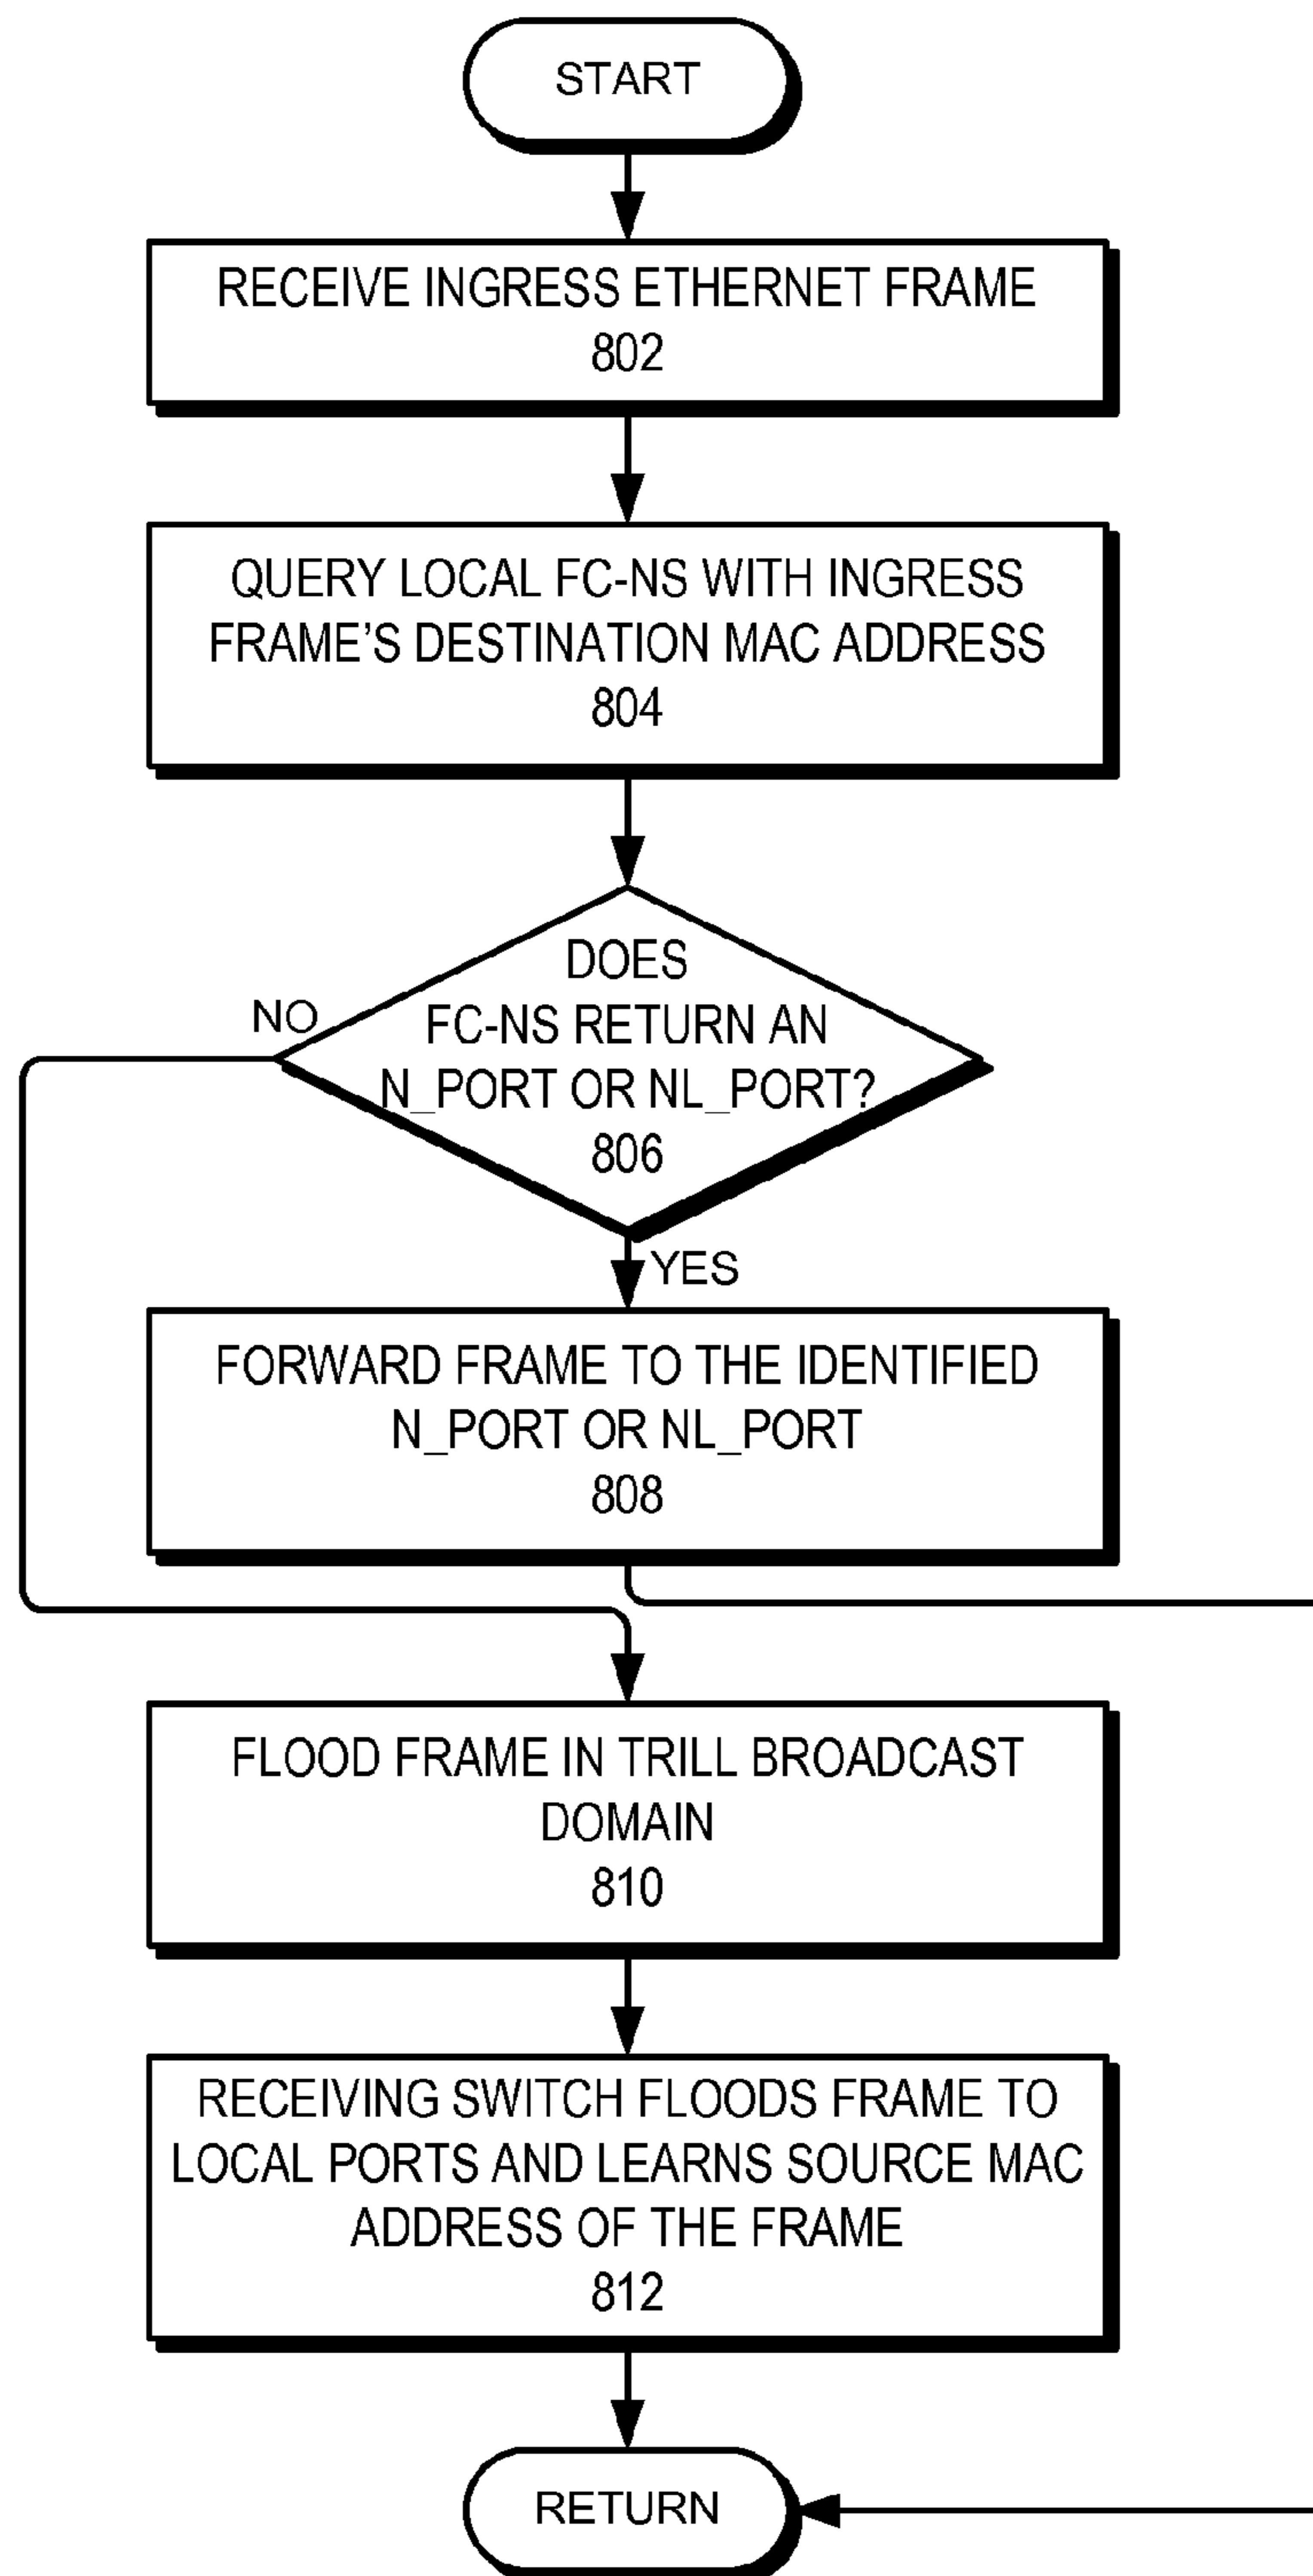 START
RECEIVE INGRESS ETHERNET FRAME
802
QUERY LOCAL FC-NS WITH INGRESS
FRAME'S DESTINATION MAC ADDRESS
804
DOES
NO
FC-NS RETURN AN
N_PORT OR NL_PORT?
806
YES
FORWARD FRAME TO THE IDENTIFIED
N_PORT OR NL_PORT
808
FLOOD FRAME IN TRILL BROADCAST
DOMAIN
810
RECEIVING SWITCH FLOODS FRAME TO
LOCAL PORTS AND LEARNS SOURCE MAC
ADDRESS OF THE FRAME
812
RETURN